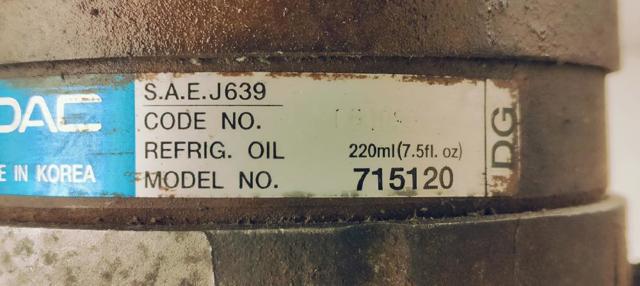 DAC
E IN KOREA
S.A.E.J639
CODE NO.
REFRIG. OIL 220ml(7.5fl. oz)
MODEL NO. 715120
DG